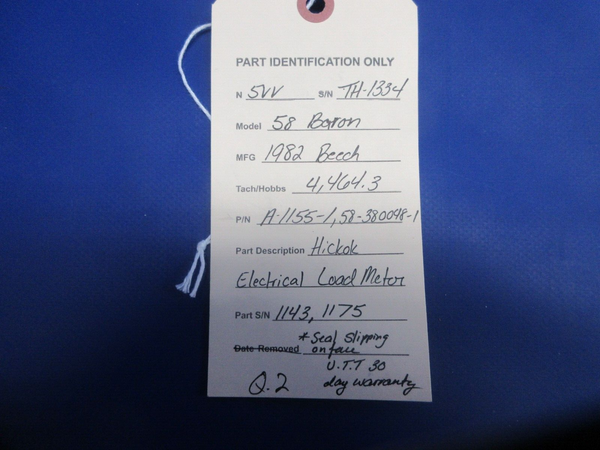 PART IDENTIFICATION ONLY
N 5VV S/N TH-1334
Model 58 Baron
MFG 1982 Beech
Tach/Hobbs 4,464.3
P/N A-1155-1, 58-380098-1
Part Description Hickok
Electrical Load Meter
Part S/N 1143, 1175
Date Removed *Seal Slipping
on face
U.T.T 30
Q.2 day warranty